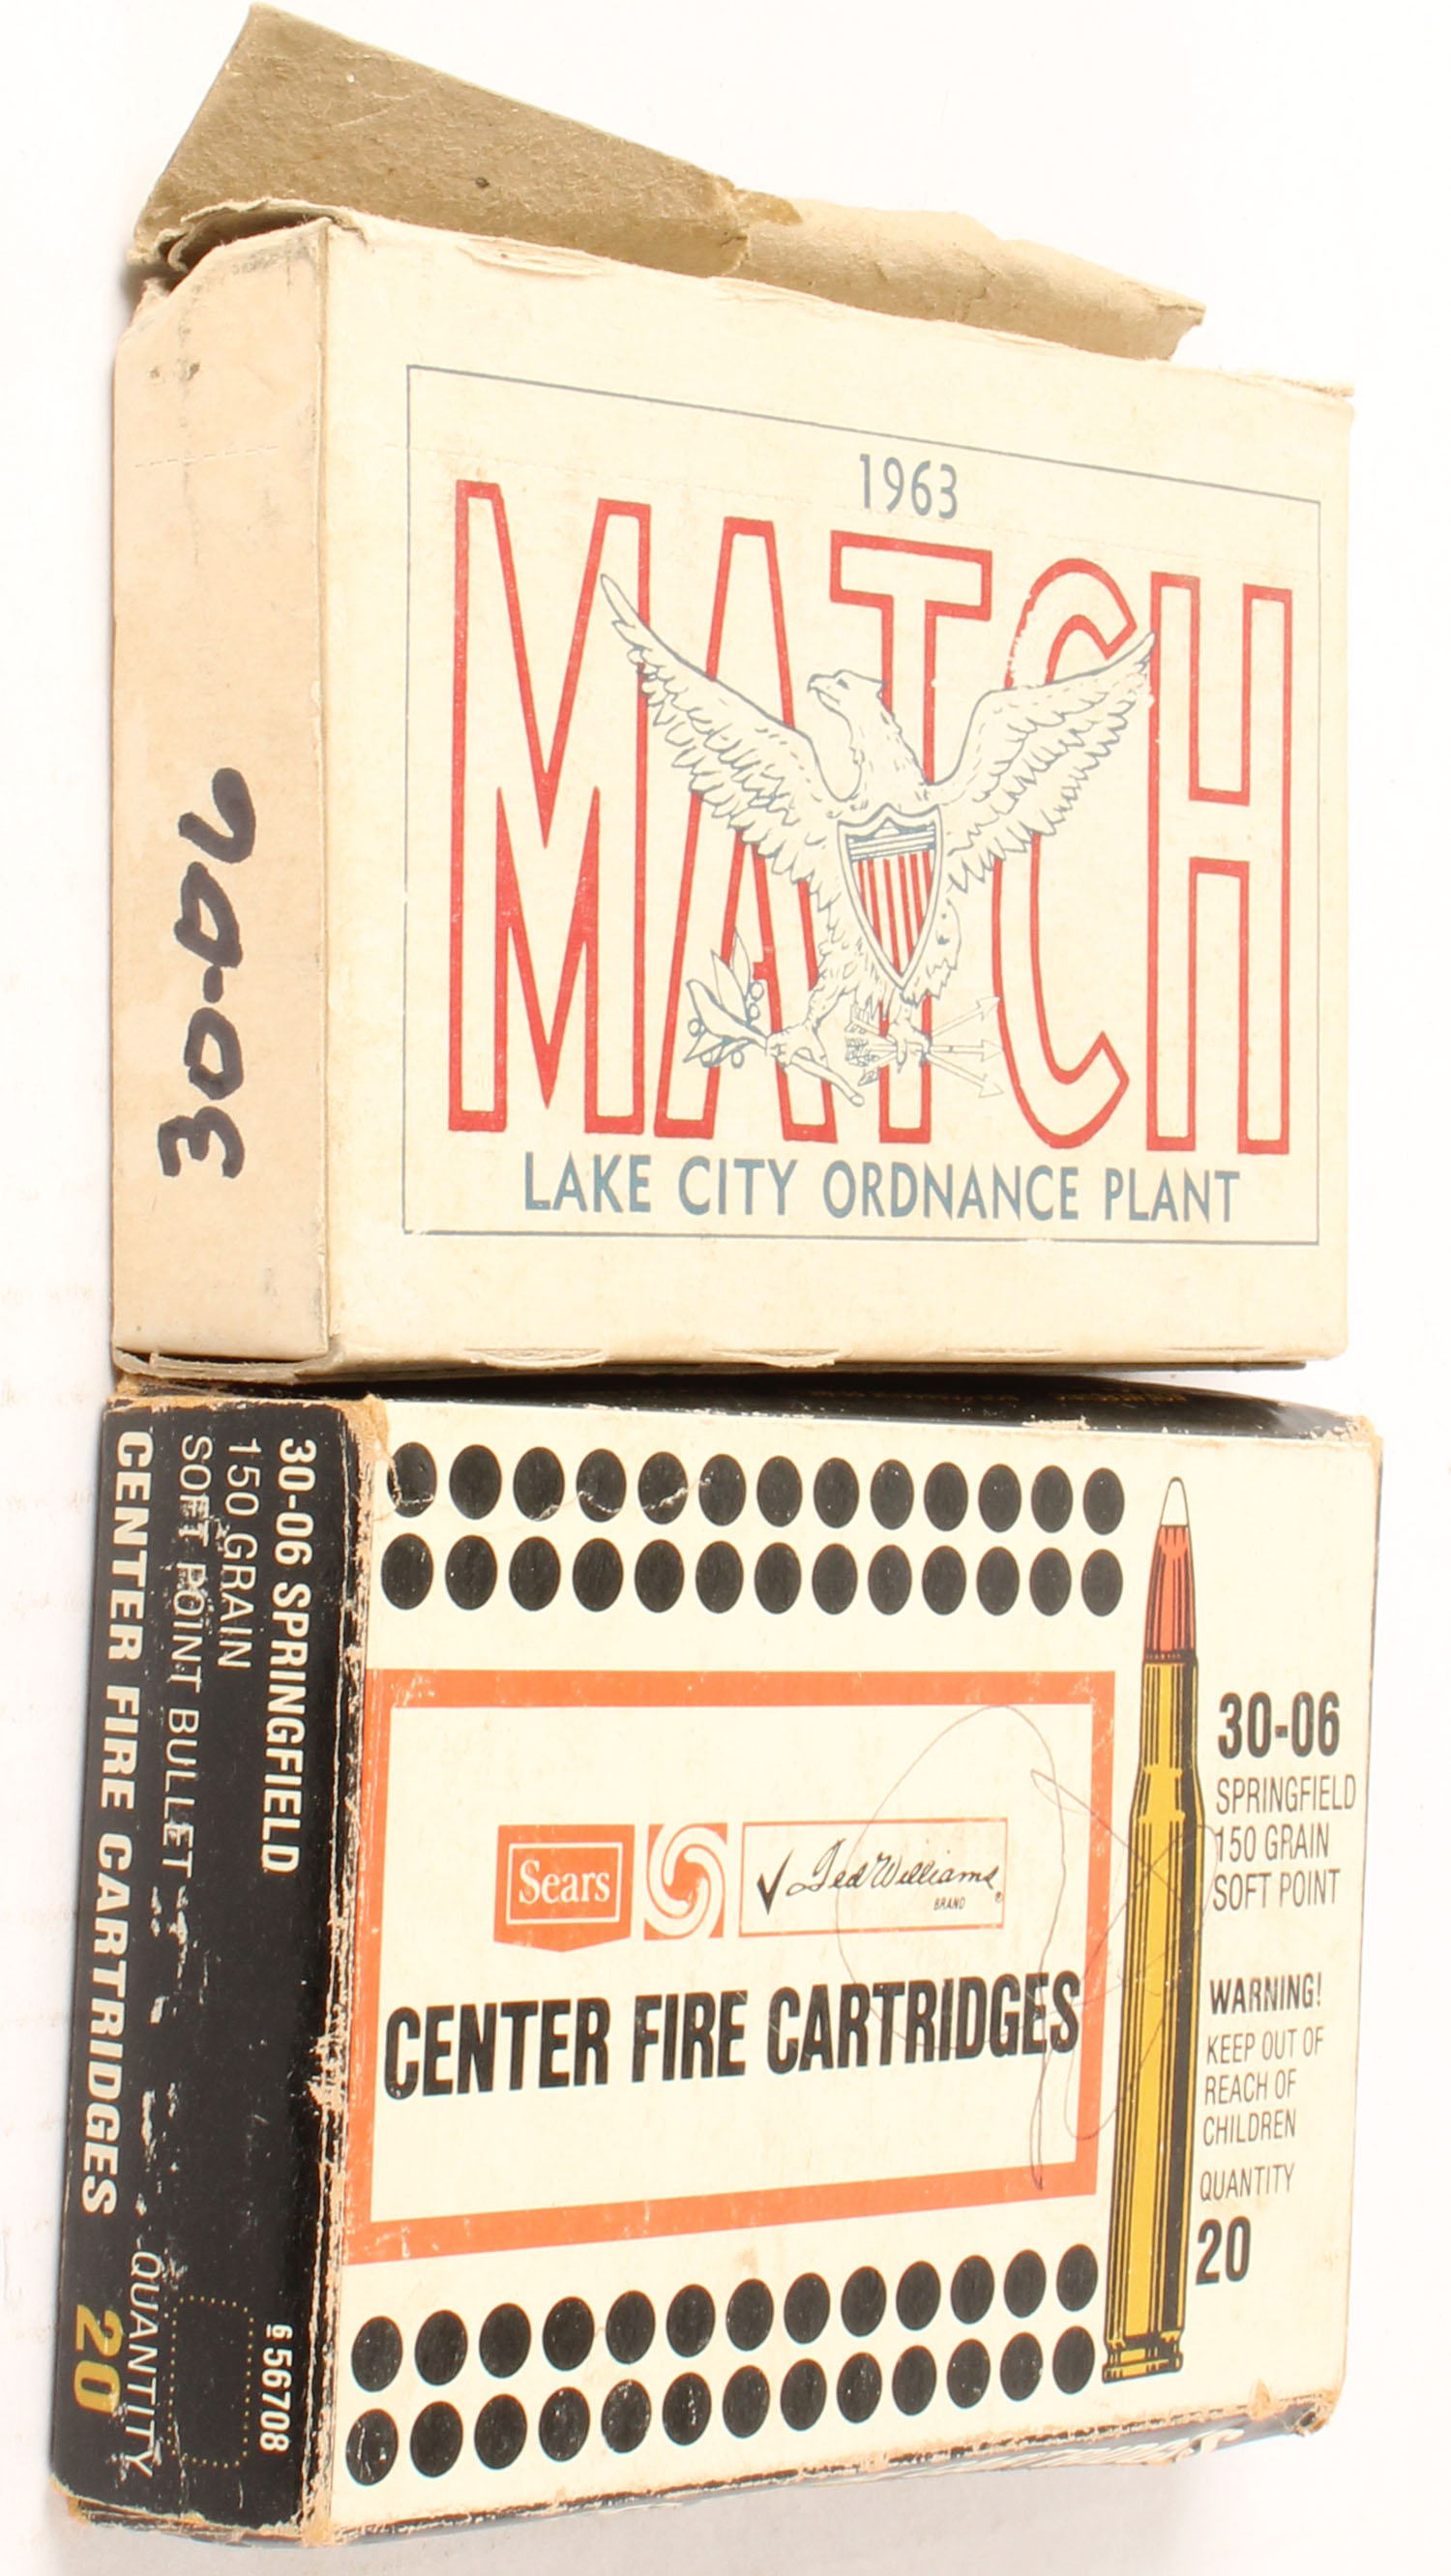 1963
MATCH
LAKE CITY ORDNANCE PLANT
30-06
30-06 SPRINGFIELD
150 GRAIN
SOFT POINT BULLET
CENTER FIRE CARTRIDGES
QUANTITY
20
6 56708
Sears
Ted Williams
BRAND
®
CENTER FIRE CARTRIDGES
30-06
SPRINGFIELD
150 GRAIN
SOFT POINT
WARNING!
KEEP OUT OF
REACH OF
CHILDREN
QUANTITY
20